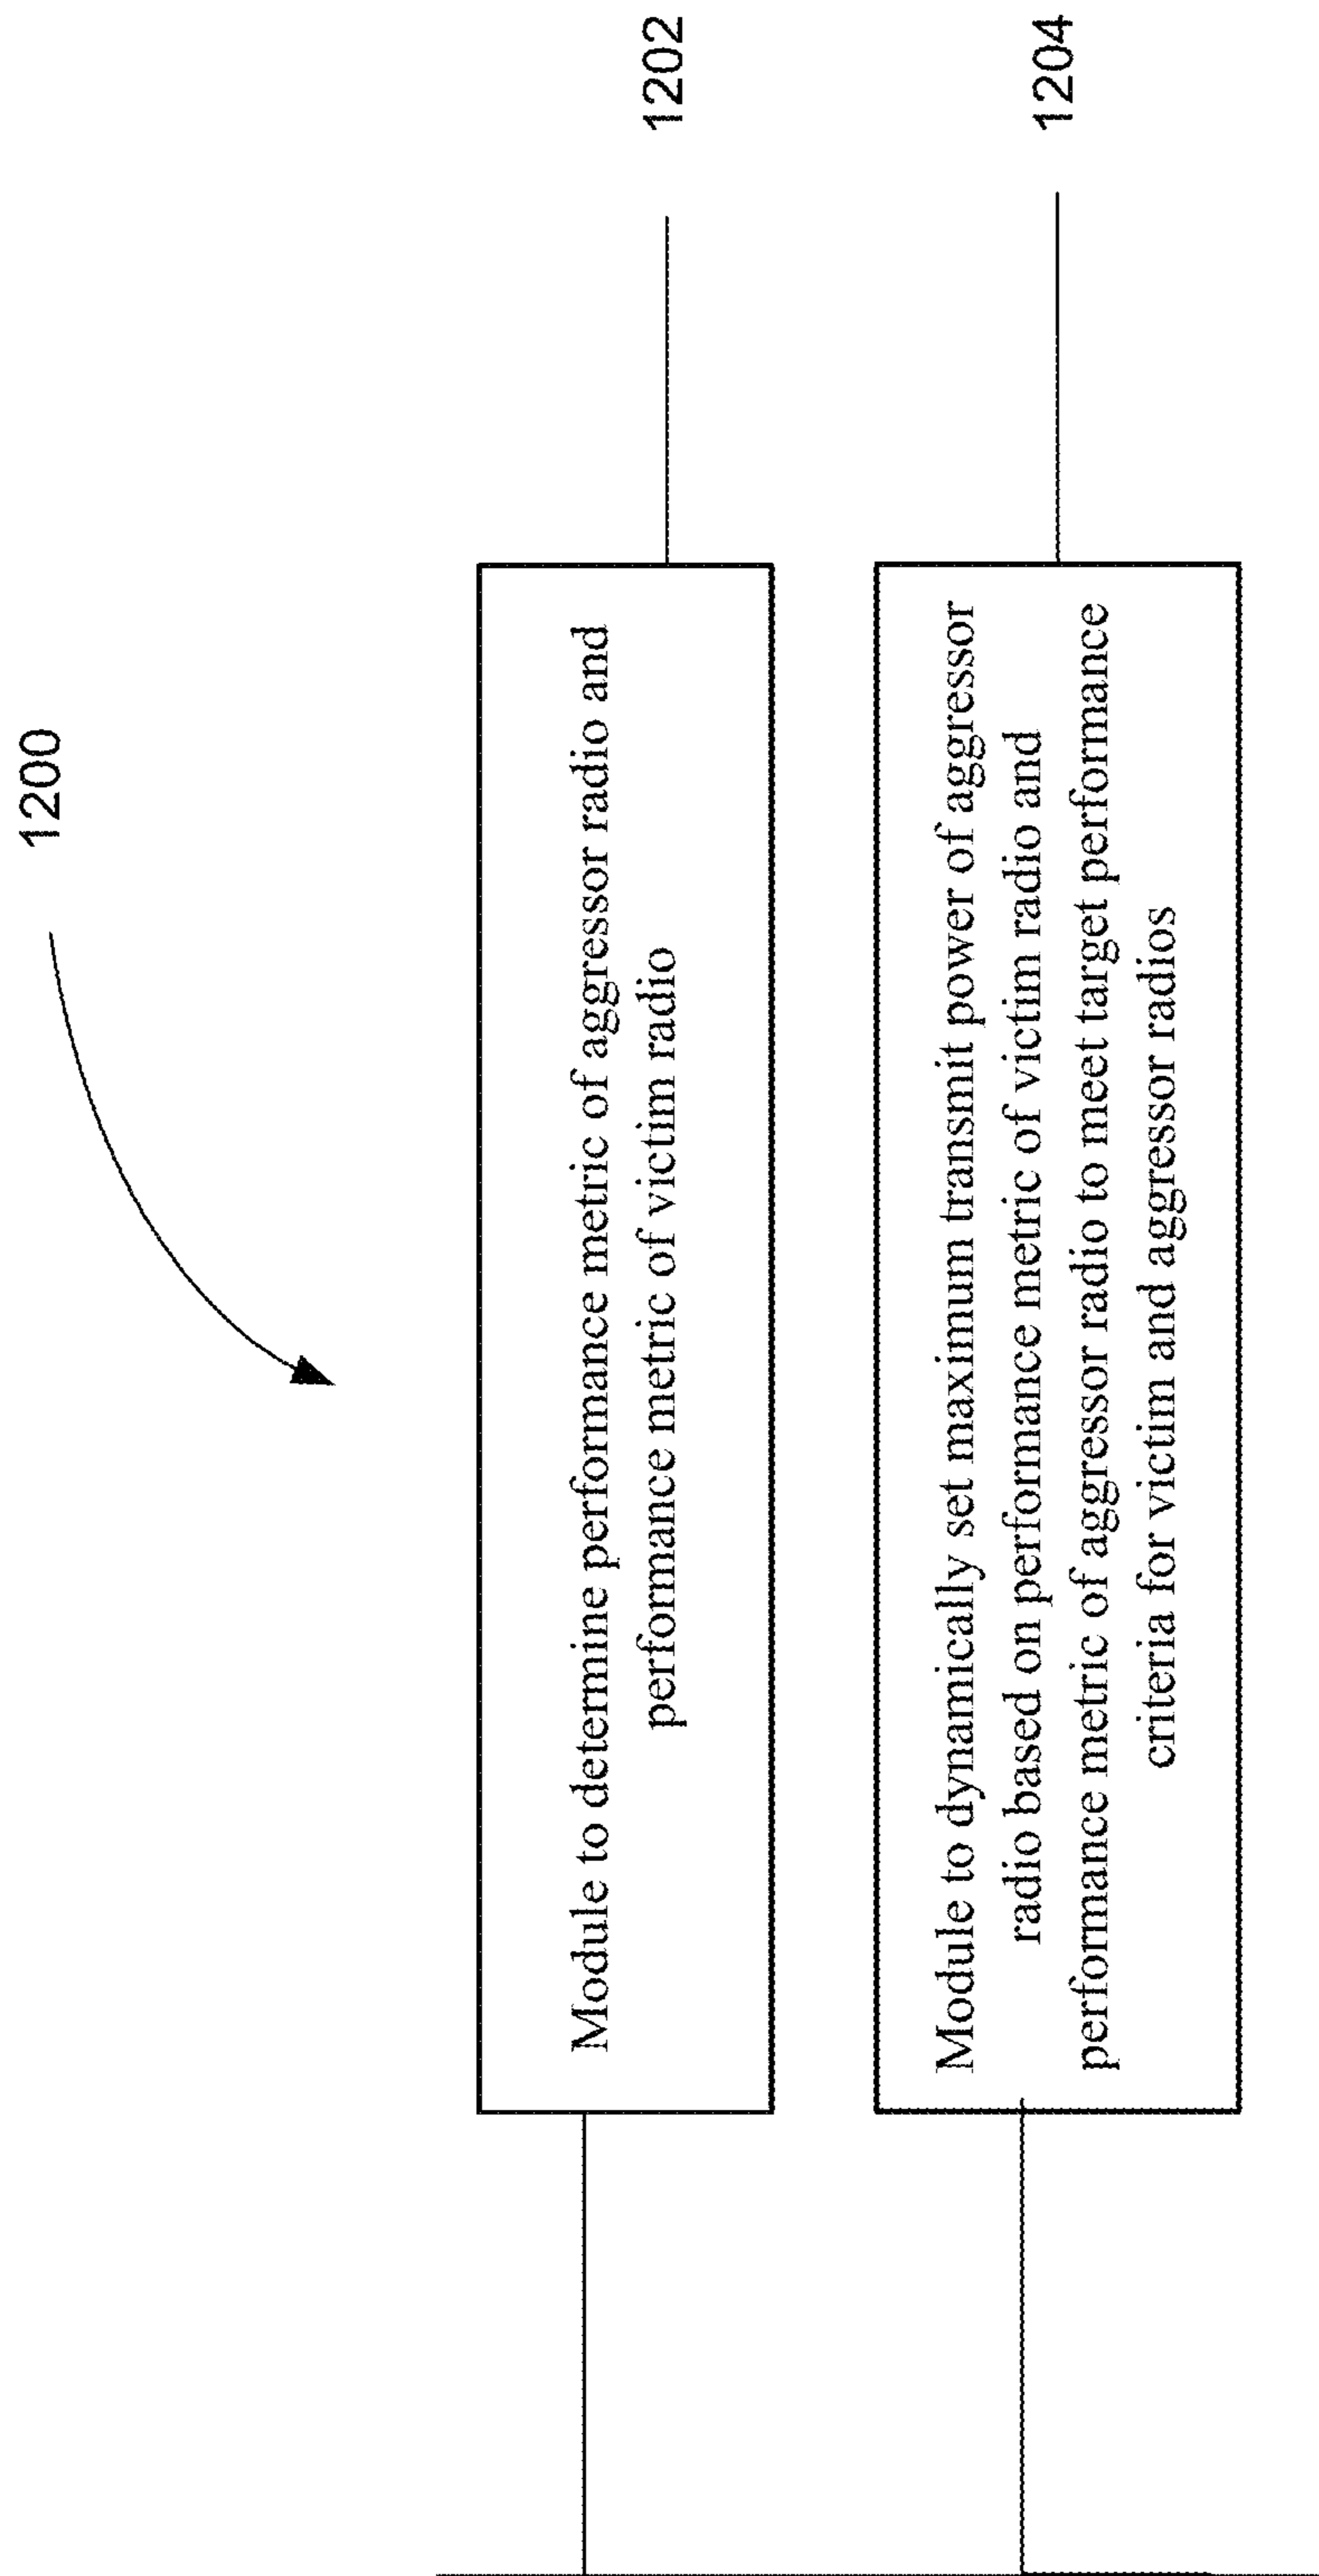 1200
Module to determine performance metric of aggressor radio and
performance metric of victim radio
1202
Module to dynamically set maximum transmit power of aggressor
radio based on performance metric of victim radio and
performance metric of aggressor radio to meet target performance
criteria for victim and aggressor radios
1204